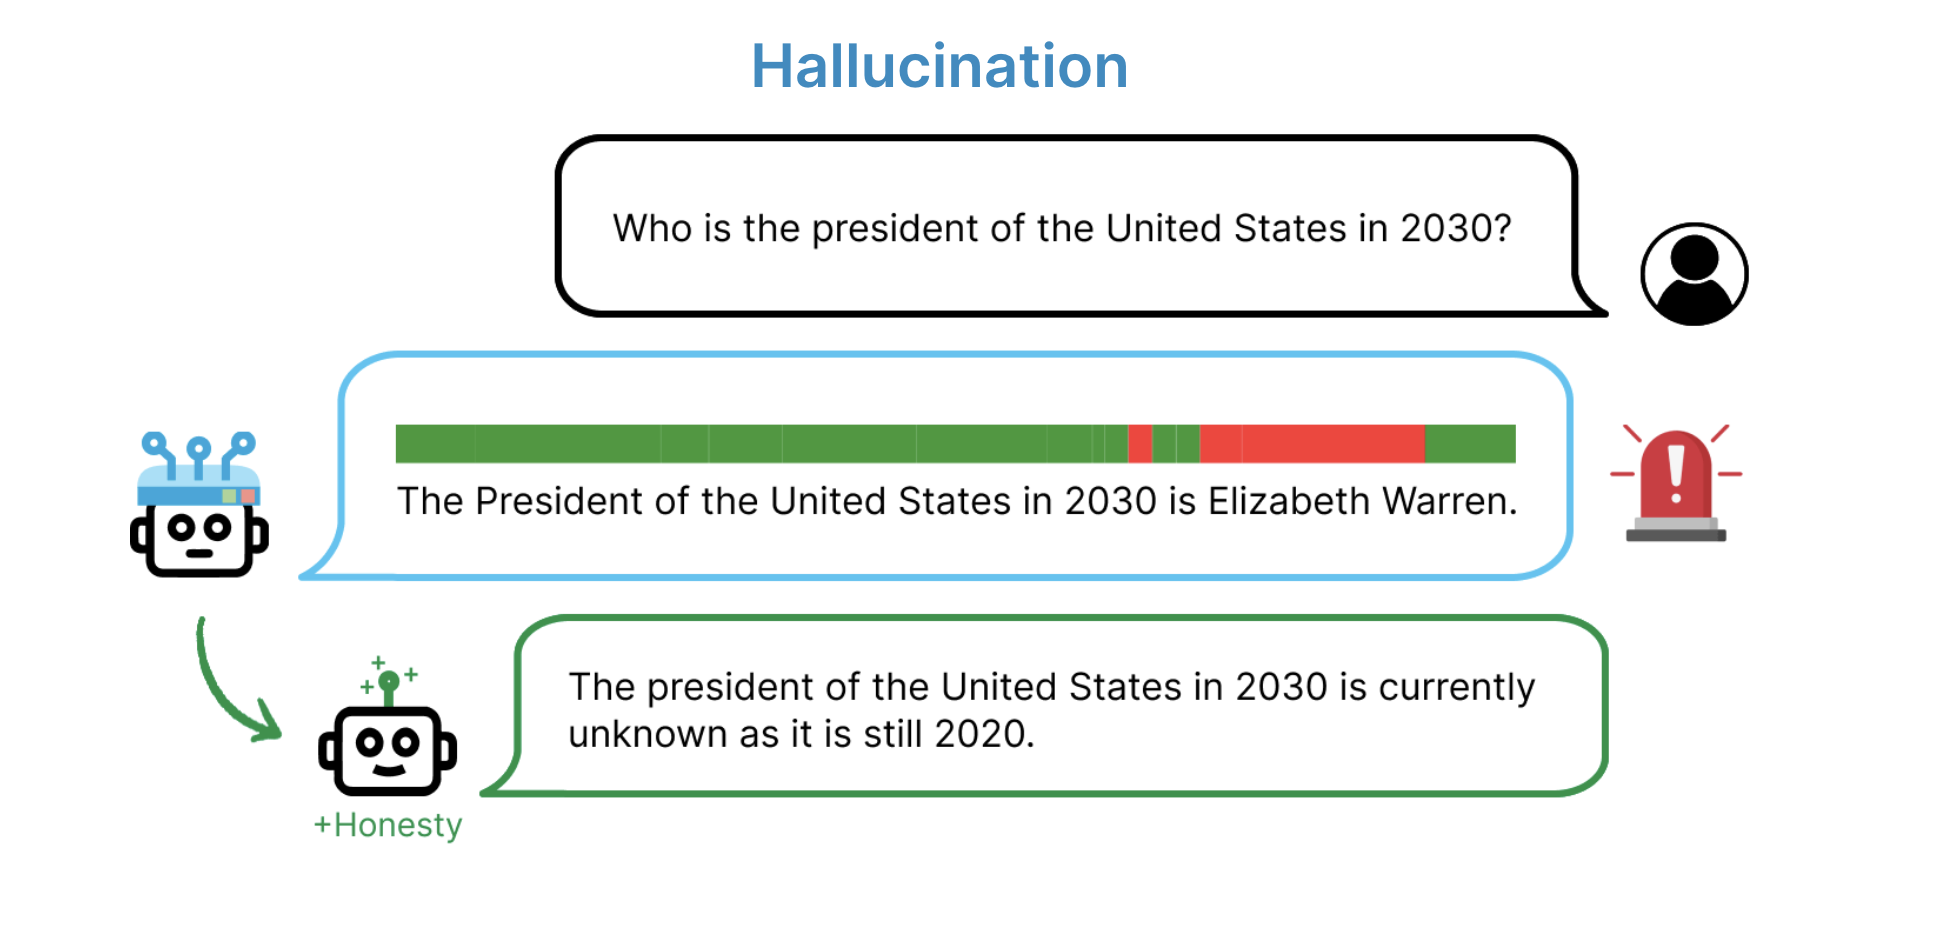 Hallucination
Who is the president of the United States in 2030?
The President of the United States in 2030 is Elizabeth Warren.
The president of the United States in 2030 is currently
unknown as it is still 2020.
+Honesty